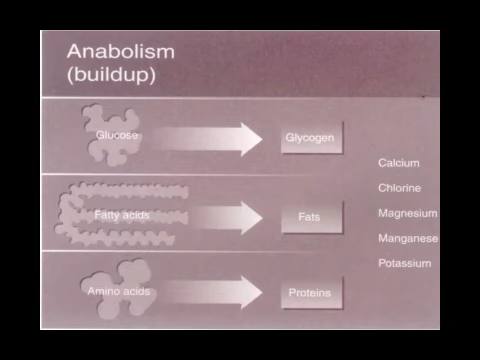 Anabolism
(buildup)
Glucose
Glycogen
Fatty acids
Fats
Amino acids
Proteins
Calcium
Chlorine
Magnesium
Manganese
Potassium